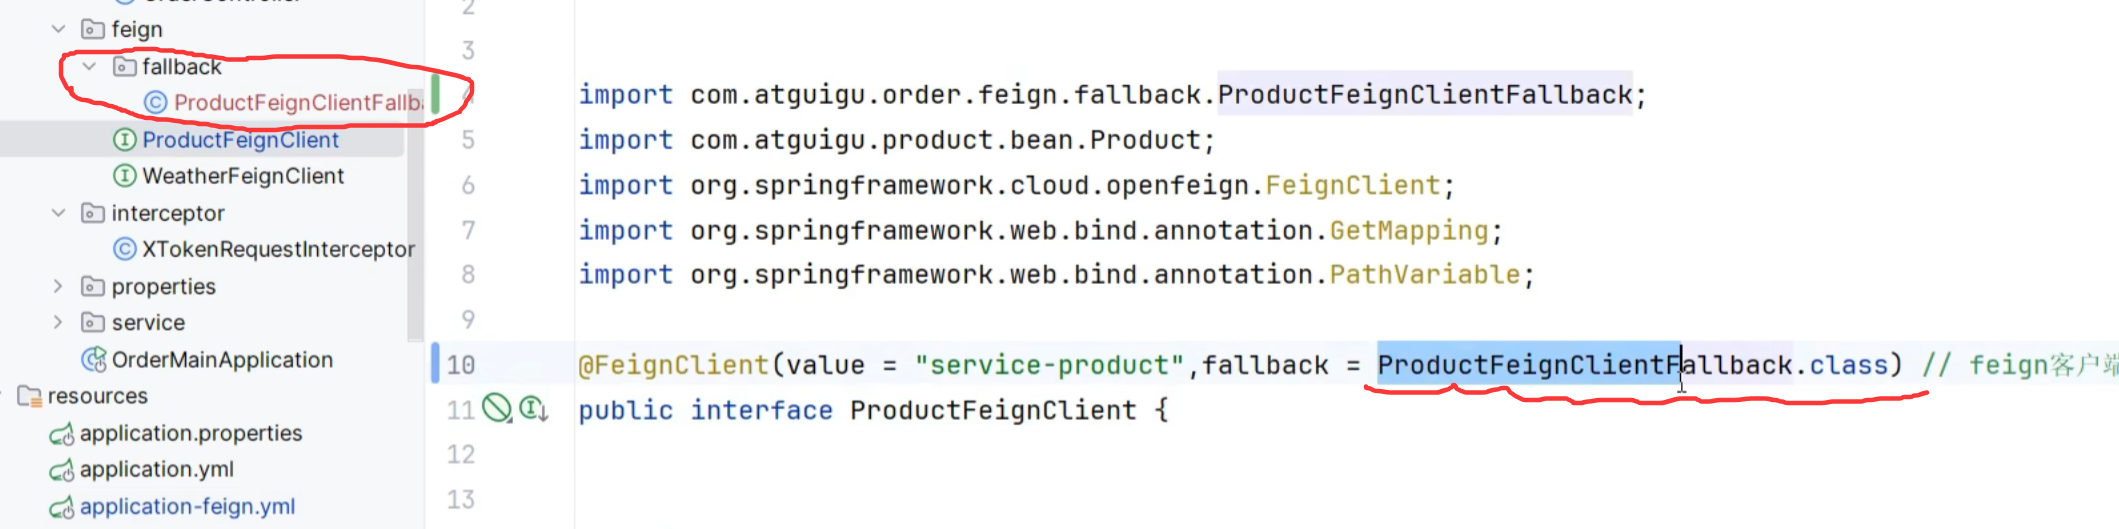 feign
fallback
ProductFeignClientFallb
ProductFeignClient
WeatherFeignClient
interceptor
XTokenRequestInterceptor
properties
service
OrderMainApplication
resources
application.properties
application.yml
application-feign.yml
2
3
4 import com.atguigu.order.feign.fallback.ProductFeignClientFallback;
5 import com.atguigu.product.bean.Product;
6 import org.springframework.cloud.openfeign.FeignClient;
7 import org.springframework.web.bind.annotation.GetMapping;
8 import org.springframework.web.bind.annotation.PathVariable;
9
10 @FeignClient(value = "service-product",fallback = ProductFeignClientFallback.class) // feign客户端
11 public interface ProductFeignClient {
12
13